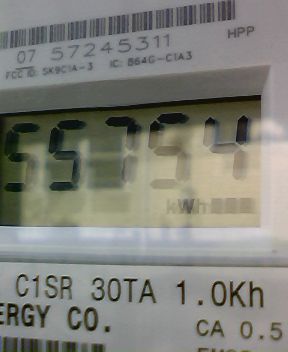 07 57245311
HPP
FCC ID: SK9C1A-3 IC: 864G-C1A3
55754
kWh
C1SR 30TA 1.0Kh
ERGY CO.
CA 0.5